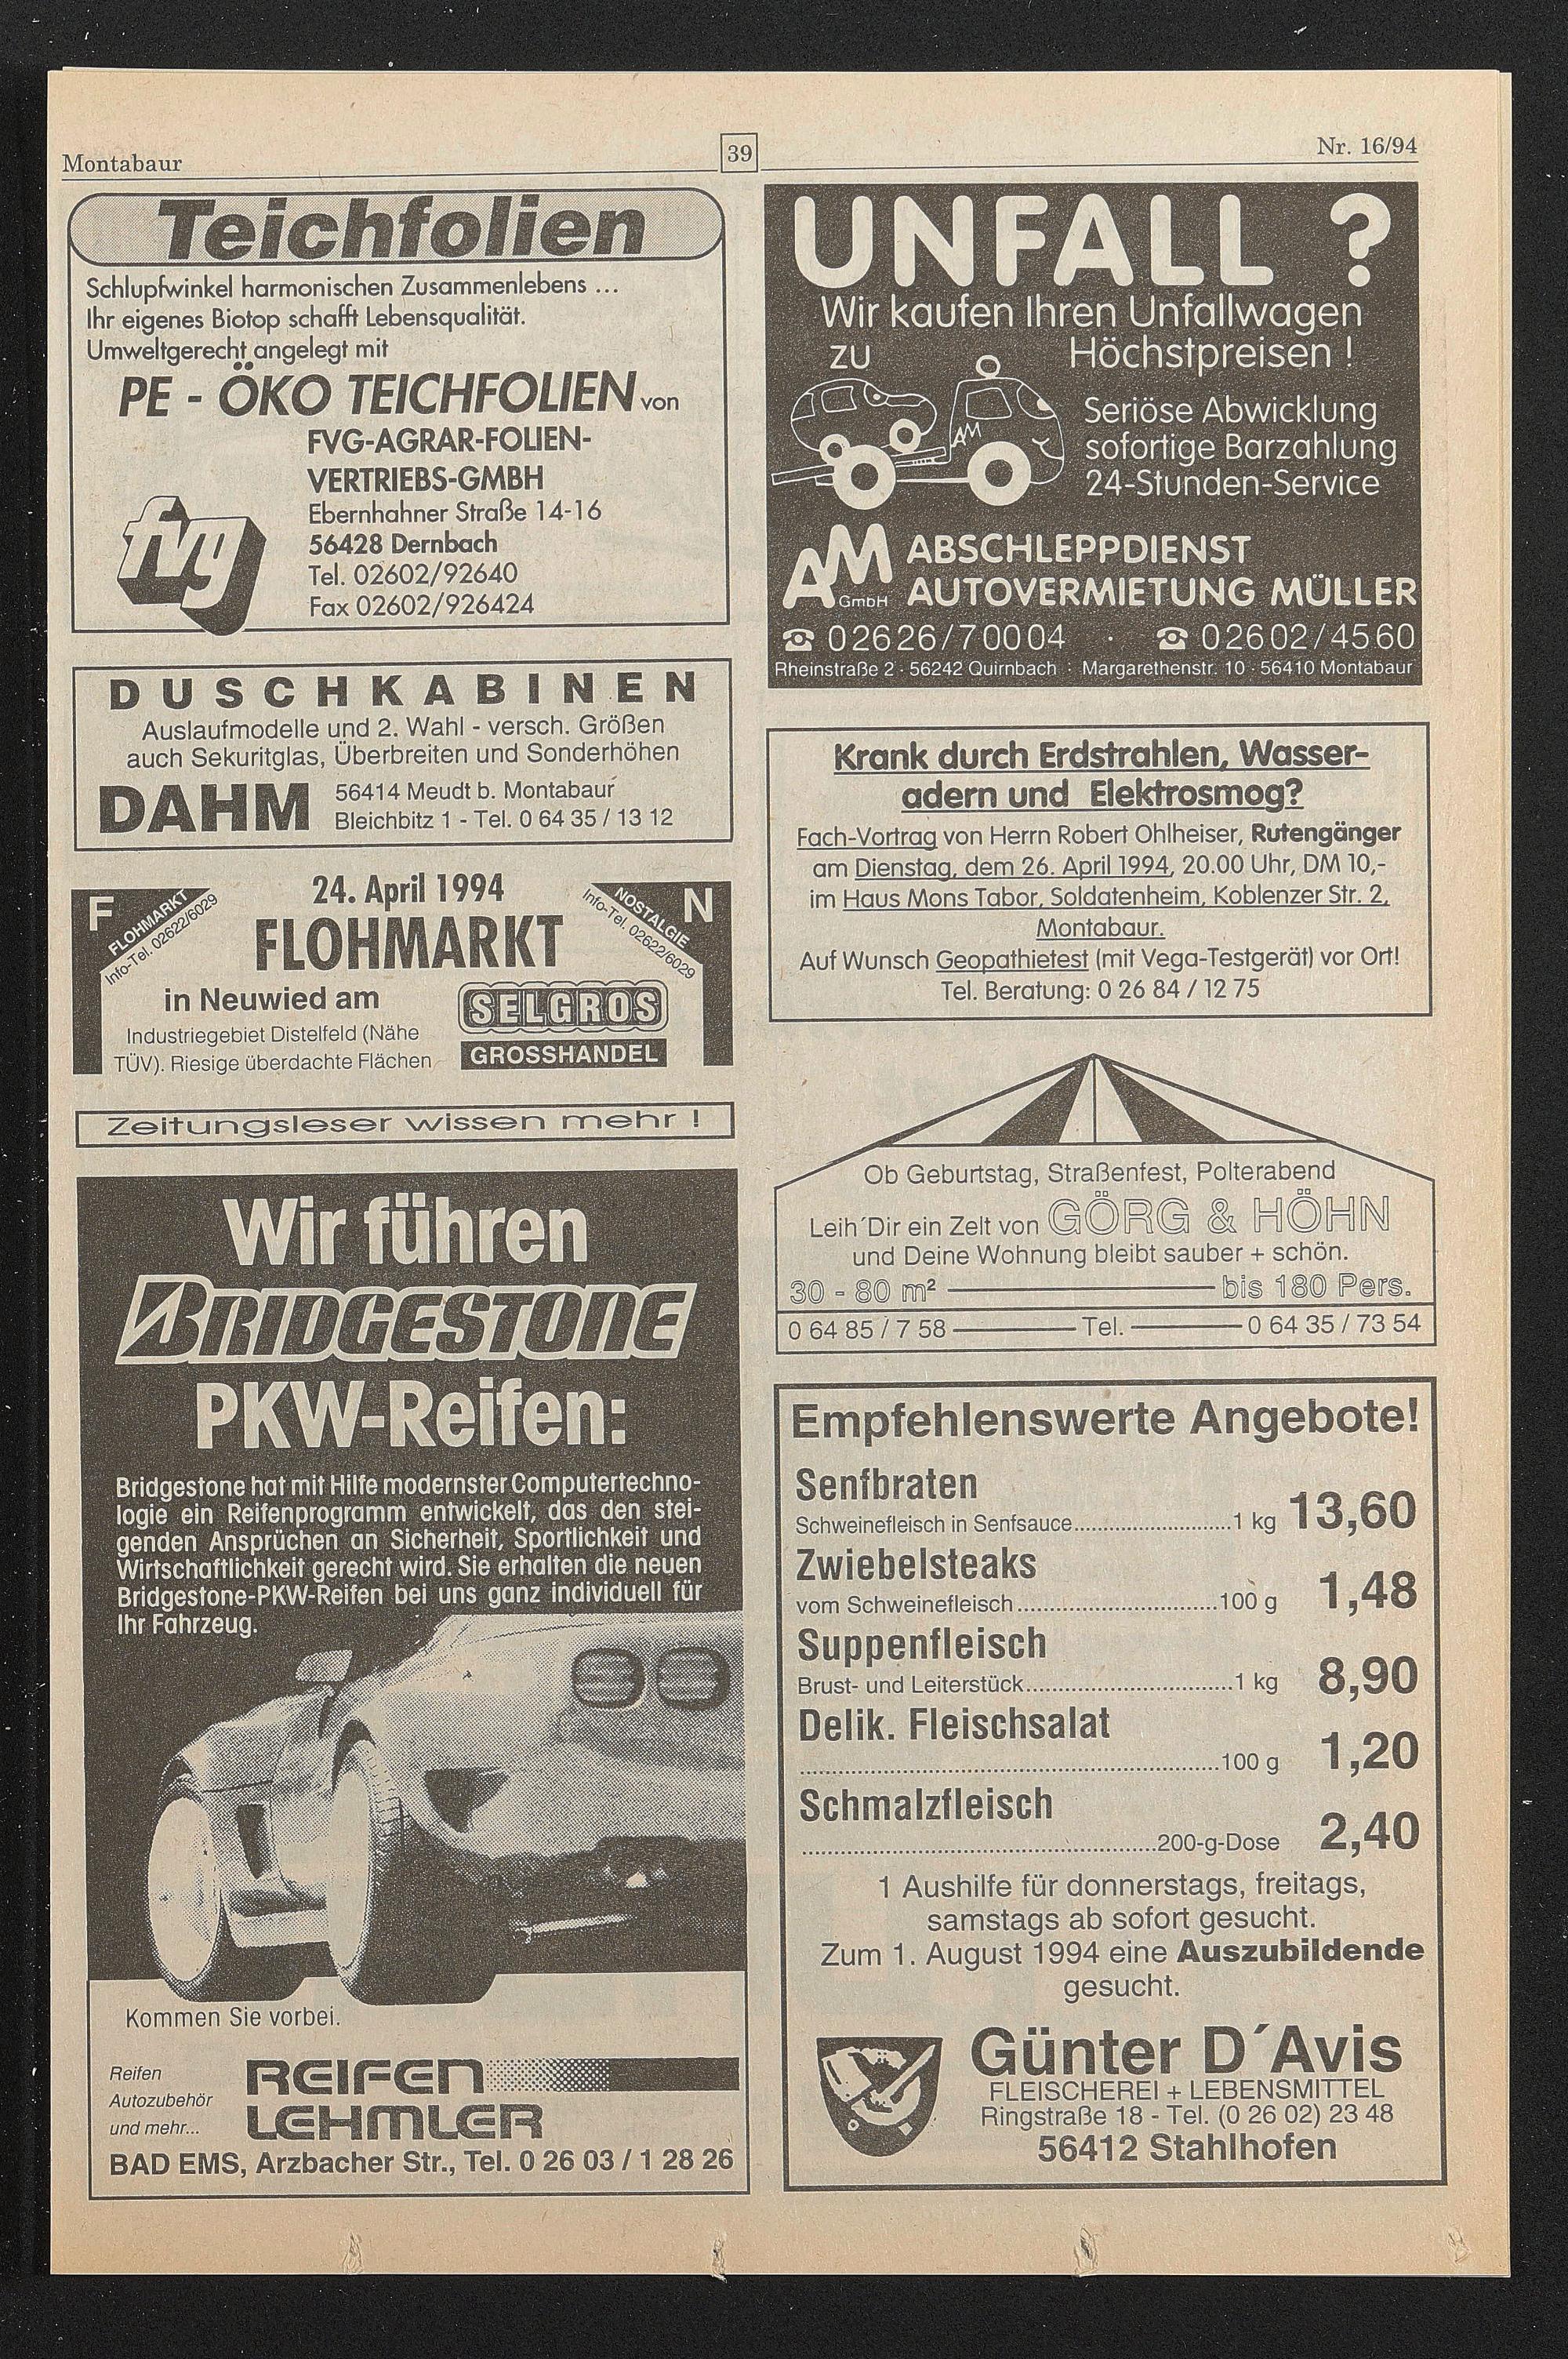 Montabaur
39
Nr. 16/94
Teichfolien
Schlupfwinkel harmonischen Zusammenlebens ...
Ihr eigenes Biotop schafft Lebensqualität.
Umweltgerecht angelegt mit
PE - ÖKO TEICHFOLIEN von
FVG-AGRAR-FOLIEN-
VERTRIEBS-GMBH
Ebernhahner Straße 14-16
56428 Dernbach
Tel. 02602/92640
Fax 02602/926424
fvg
DUSCHKABINEN
Auslaufmodelle und 2. Wahl - versch. Größen
auch Sekuritglas, Überbreiten und Sonderhöhen
DAHM
56414 Meudt b. Montabaur
Bleichbitz 1 - Tel. 0 64 35 / 13 12
F
FLOHMARKT
Info-Tel. 02622/6029
24. April 1994
FLOHMARKT
N
NOSTALGIE
Info-Tel. 02622/6029
in Neuwied am
Industriegebiet Distelfeld (Nähe
TÜV). Riesige überdachte Flächen
SELGROS
GROSSHANDEL
Zeitungsleser wissen mehr !
Wir führen
BRIDGESTONE
PKW-Reifen:
Bridgestone hat mit Hilfe modernster Computertechno-
logie ein Reifenprogramm entwickelt, das den stei-
genden Ansprüchen an Sicherheit, Sportlichkeit und
Wirtschaftlichkeit gerecht wird. Sie erhalten die neuen
Bridgestone-PKW-Reifen bei uns ganz individuell für
Ihr Fahrzeug.
Kommen Sie vorbei.
Reifen
Autozubehör
und mehr...
REIFEN
LEHMLER
BAD EMS, Arzbacher Str., Tel. 0 26 03 / 1 28 26
UNFALL ?
Wir kaufen Ihren Unfallwagen
zu Höchstpreisen !
AM
Seriöse Abwicklung
sofortige Barzahlung
24-Stunden-Service
AM GmbH
ABSCHLEPPDIENST
AUTOVERMIETUNG MÜLLER
☎ 02626/70004 · ☎ 02602/4560
Rheinstraße 2 · 56242 Quirnbach : Margarethenstr. 10 · 56410 Montabaur
Krank durch Erdstrahlen, Wasser-
adern und Elektrosmog?
Fach-Vortrag von Herrn Robert Ohlheiser, Rutengänger
am Dienstag, dem 26. April 1994, 20.00 Uhr, DM 10,-
im Haus Mons Tabor, Soldatenheim, Koblenzer Str. 2,
Montabaur.
Auf Wunsch Geopathietest (mit Vega-Testgerät) vor Ort!
Tel. Beratung: 0 26 84 / 12 75
Ob Geburtstag, Straßenfest, Polterabend
Leih´Dir ein Zelt von GÖRG & HÖHN
und Deine Wohnung bleibt sauber + schön.
30 - 80 m² bis 180 Pers.
0 64 85 / 7 58 Tel. 0 64 35 / 73 54
Empfehlenswerte Angebote!
Senfbraten
Schweinefleisch in Senfsauce..........................1 kg 13,60
Zwiebelsteaks
vom Schweinefleisch.................................100 g 1,48
Suppenfleisch
Brust- und Leiterstück..................................1 kg 8,90
Delik. Fleischsalat
.....................................................................100 g 1,20
Schmalzfleisch
..........................................................200-g-Dose 2,40
1 Aushilfe für donnerstags, freitags,
samstags ab sofort gesucht.
Zum 1. August 1994 eine Auszubildende
gesucht.
Günter D´Avis
FLEISCHEREI + LEBENSMITTEL
Ringstraße 18 - Tel. (0 26 02) 23 48
56412 Stahlhofen